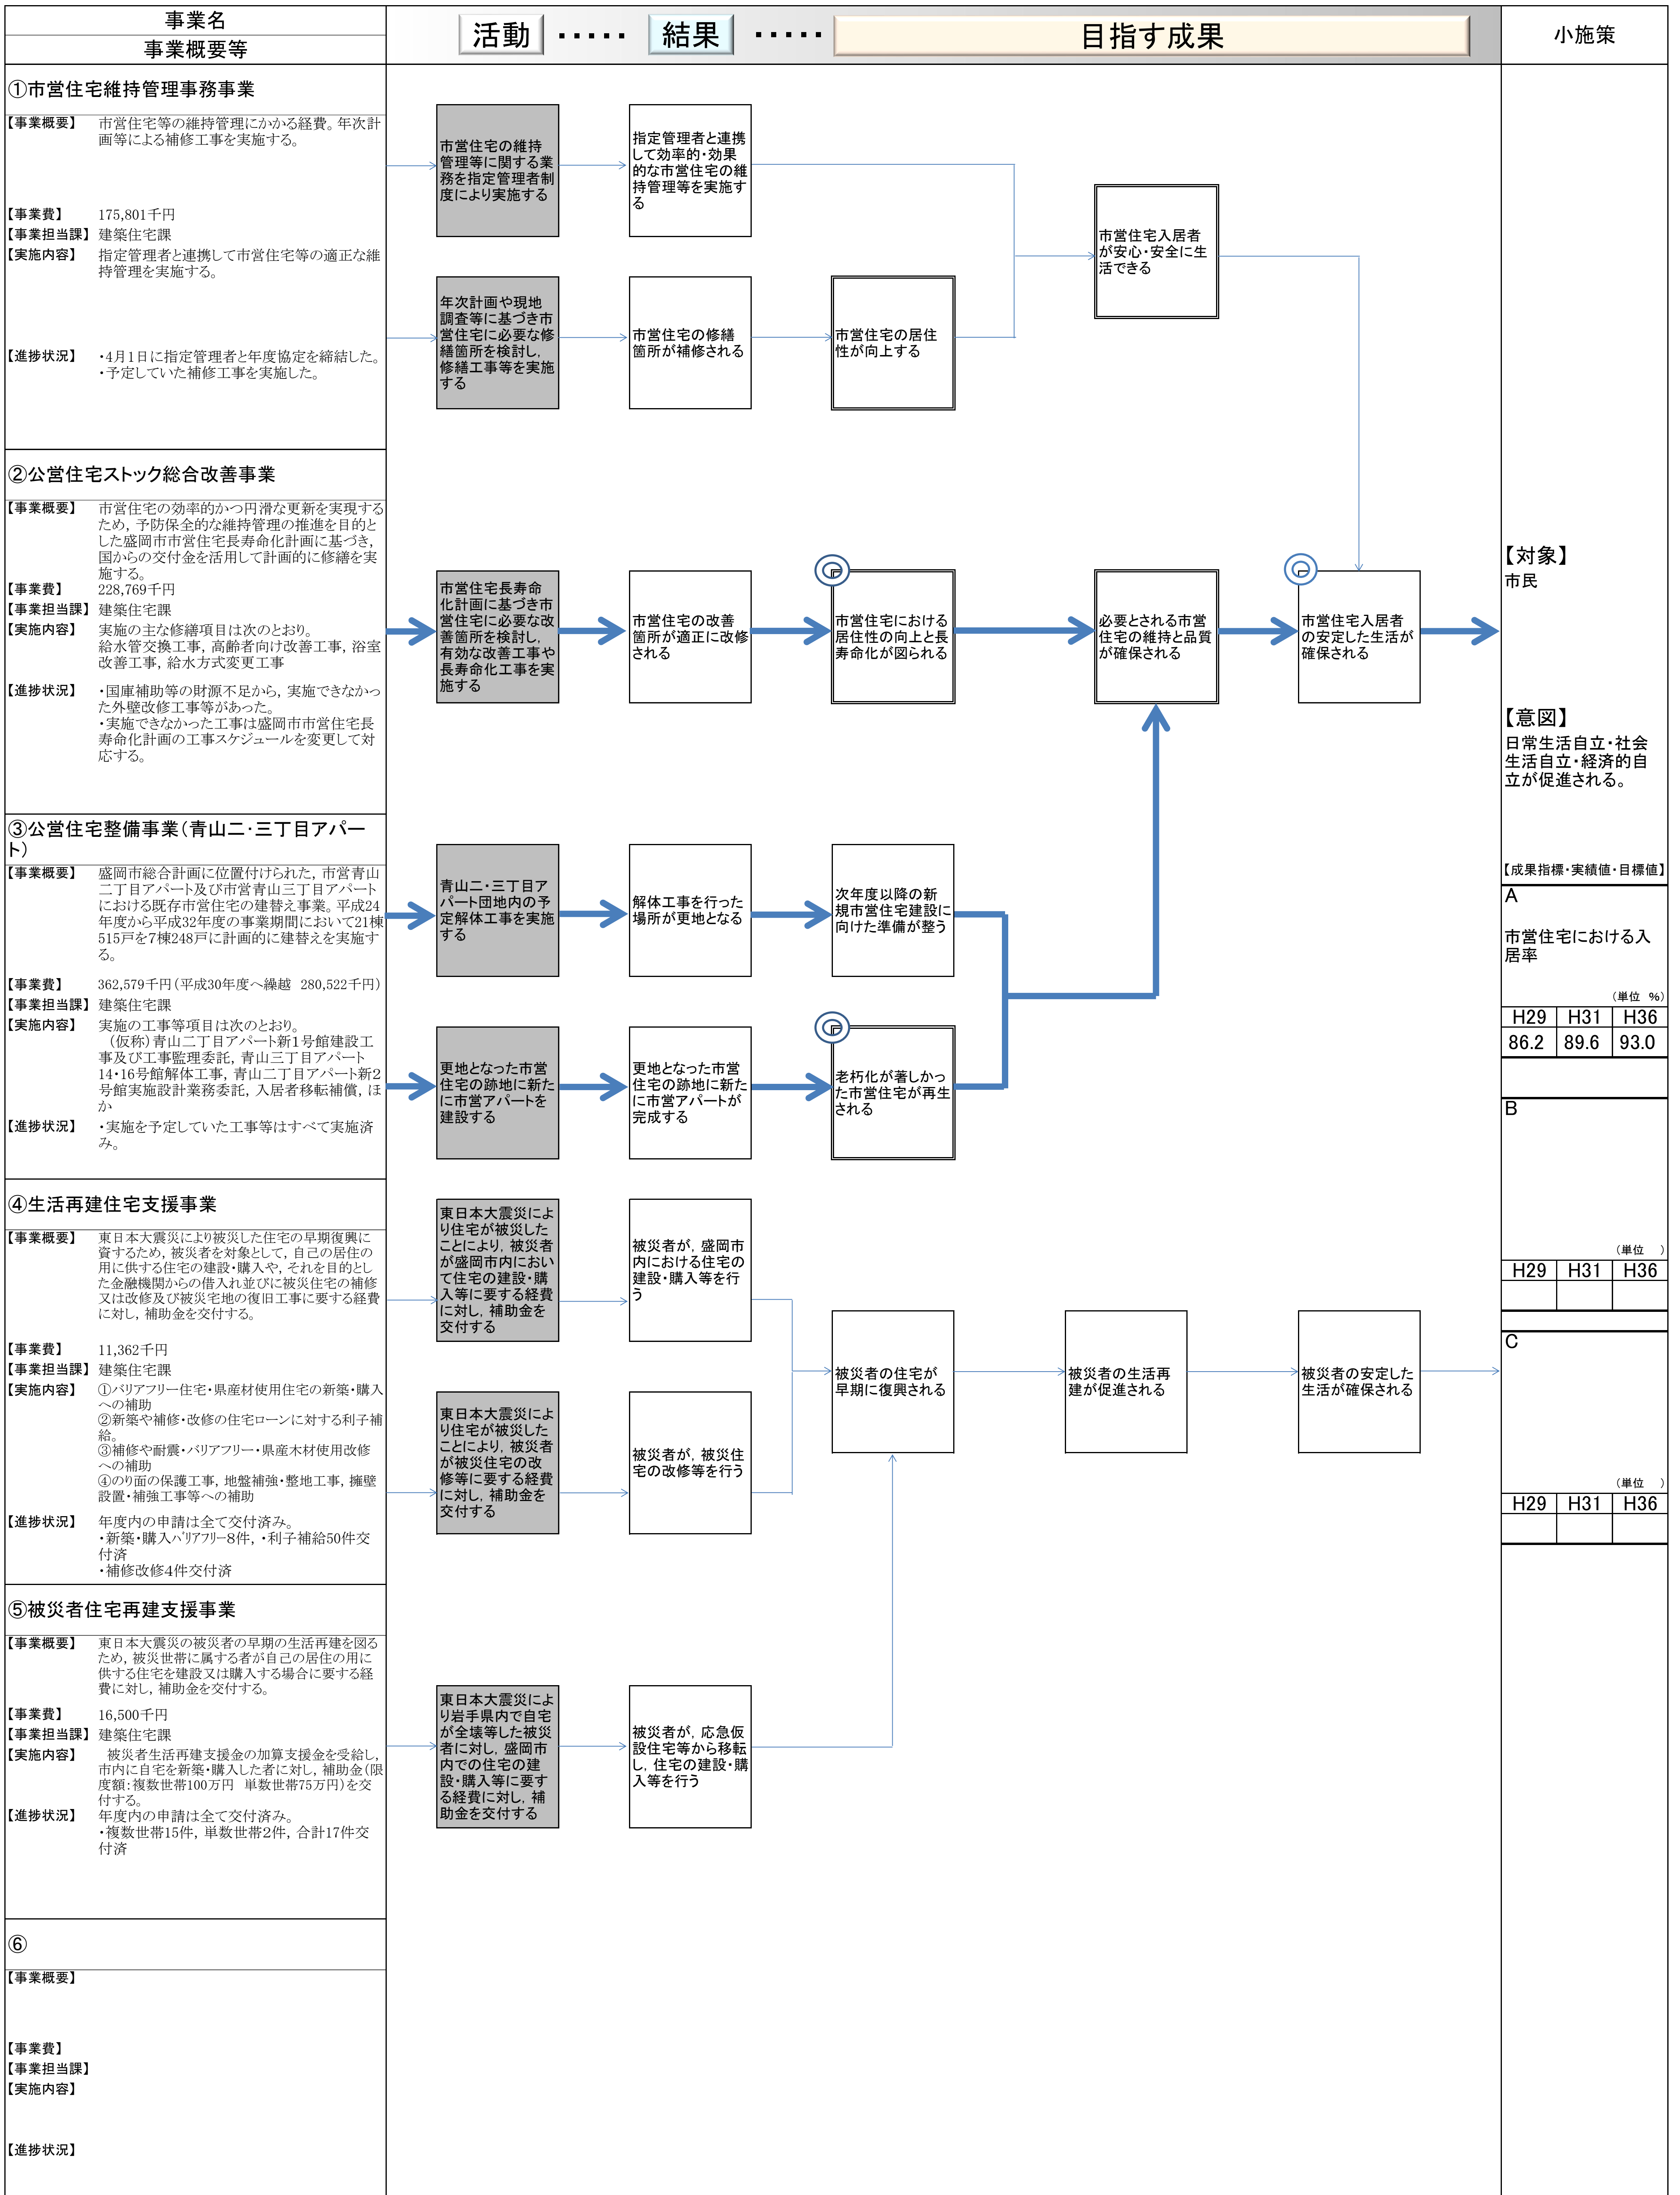 事業名
事業概要等
活動 ・・・・・ 結果 ・・・・・ 目指す成果
小施策
①市営住宅維持管理事務事業
【事業概要】 市営住宅等の維持管理にかかる経費。年次計
画等による補修工事を実施する。
【事業費】 175,801千円
【事業担当課】 建築住宅課
【実施内容】 指定管理者と連携して市営住宅等の適正な維
持管理を実施する。
【進捗状況】 ・4月1日に指定管理者と年度協定を締結した。
・予定していた補修工事を実施した。
市営住宅の維持
管理等に関する業
務を指定管理者制
度により実施する
指定管理者と連携
して効率的・効果
的な市営住宅の維
持管理等を実施す
る
市営住宅入居者
が安心・安全に生
活できる
年次計画や現地
調査等に基づき市
営住宅に必要な修
繕箇所を検討し，
修繕工事等を実施
する
市営住宅の修繕
箇所が補修される
市営住宅の居住
性が向上する
②公営住宅ストック総合改善事業
【事業概要】 市営住宅の効率的かつ円滑な更新を実現する
ため，予防保全的な維持管理の推進を目的と
した盛岡市市営住宅長寿命化計画に基づき，
国からの交付金を活用して計画的に修繕を実
施する。
【事業費】 228,769千円
【事業担当課】 建築住宅課
【実施内容】 実施の主な修繕項目は次のとおり。
給水管交換工事，高齢者向け改善工事，浴室
改善工事，給水方式変更工事
【進捗状況】 ・国庫補助等の財源不足から，実施できなかっ
た外壁改修工事等があった。
・実施できなかった工事は盛岡市市営住宅長
寿命化計画の工事スケジュールを変更して対
応する。
市営住宅長寿命
化計画に基づき市
営住宅に必要な改
善箇所を検討し，
有効な改善工事や
長寿命化工事を実
施する
市営住宅の改善
箇所が適正に改修
される
市営住宅における
居住性の向上と長
寿命化が図られる
必要とされる市営
住宅の維持と品質
が確保される
市営住宅入居者
の安定した生活が
確保される
③公営住宅整備事業（青山二・三丁目アパー
ト）
【事業概要】 盛岡市総合計画に位置付けられた，市営青山
二丁目アパート及び市営青山三丁目アパート
における既存市営住宅の建替え事業。平成24
年度から平成32年度の事業期間において21棟
515戸を7棟248戸に計画的に建替えを実施す
る。
【事業費】 362,579千円（平成30年度へ繰越 280,522千円）
【事業担当課】 建築住宅課
【実施内容】 実施の工事等項目は次のとおり。
（仮称）青山二丁目アパート新1号館建設工
事及び工事監理委託，青山三丁目アパート
14・16号館解体工事，青山二丁目アパート新2
号館実施設計業務委託，入居者移転補償，ほ
か
【進捗状況】 ・実施を予定していた工事等はすべて実施済
み。
青山二・三丁目ア
パート団地内の予
定解体工事を実施
する
解体工事を行った
場所が更地となる
次年度以降の新
規市営住宅建設に
向けた準備が整う
更地となった市営
住宅の跡地に新た
に市営アパートを
建設する
更地となった市営
住宅の跡地に新た
に市営アパートが
完成する
老朽化が著しかっ
た市営住宅が再生
される
④生活再建住宅支援事業
【事業概要】 東日本大震災により被災した住宅の早期復興に
資するため，被災者を対象として，自己の居住の
用に供する住宅の建設・購入や，それを目的とし
た金融機関からの借入れ並びに被災住宅の補修
又は改修及び被災宅地の復旧工事に要する経費
に対し，補助金を交付する。
【事業費】 11,362千円
【事業担当課】 建築住宅課
【実施内容】 ①バリアフリー住宅・県産材使用住宅の新築・購入
への補助
②新築や補修・改修の住宅ローンに対する利子補
給。
③補修や耐震・バリアフリー・県産木材使用改修
への補助
④のり面の保護工事，地盤補強・整地工事，擁壁
設置・補強工事等への補助
【進捗状況】 年度内の申請は全て交付済み。
・新築・購入ﾊﾞﾘｱﾌﾘｰ8件，・利子補給50件交
付済
・補修改修4件交付済
東日本大震災によ
り住宅が被災した
ことにより，被災者
が盛岡市内におい
て住宅の建設・購
入等に要する経費
に対し，補助金を
交付する
被災者が，盛岡市
内における住宅の
建設・購入等を行
う
東日本大震災によ
り住宅が被災した
ことにより，被災者
が被災住宅の改
修等に要する経費
に対し，補助金を
交付する
被災者が，被災住
宅の改修等を行う
被災者の住宅が
早期に復興される
被災者の生活再
建が促進される
被災者の安定した
生活が確保される
⑤被災者住宅再建支援事業
【事業概要】 東日本大震災の被災者の早期の生活再建を図る
ため，被災世帯に属する者が自己の居住の用に
供する住宅を建設又は購入する場合に要する経
費に対し，補助金を交付する。
【事業費】 16,500千円
【事業担当課】 建築住宅課
【実施内容】 被災者生活再建支援金の加算支援金を受給し，
市内に自宅を新築・購入した者に対し，補助金（限
度額：複数世帯100万円 単数世帯75万円）を交
付する。
【進捗状況】 年度内の申請は全て交付済み。
・複数世帯15件，単数世帯2件，合計17件交
付済
東日本大震災によ
り岩手県内で自宅
が全壊等した被災
者に対し，盛岡市
内での住宅の建
設・購入等に要す
る経費に対し，補
助金を交付する
被災者が，応急仮
設住宅等から移転
し，住宅の建設・購
入等を行う
⑥
【事業概要】
【事業費】
【事業担当課】
【実施内容】
【進捗状況】
【対象】
市民
【意図】
日常生活自立・社会
生活自立・経済的自
立が促進される。
【成果指標・実績値・目標値】
A
市営住宅における入
居率
（単位 %）
H29 H31 H36
86.2 89.6 93.0
B
（単位 ）
H29 H31 H36
C
（単位 ）
H29 H31 H36